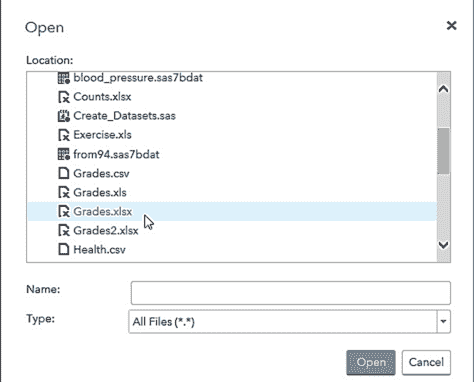 Open
Location:
blood_pressure.sas7bdat
Counts.xlsx
Create_Datasets.sas
Exercise.xls
from94.sas7bdat
Grades.csv
Grades.xls
Grades.xlsx
Grades2.xlsx
Health.csv
Name:
Type:
All Files (*.*)
Open
Cancel